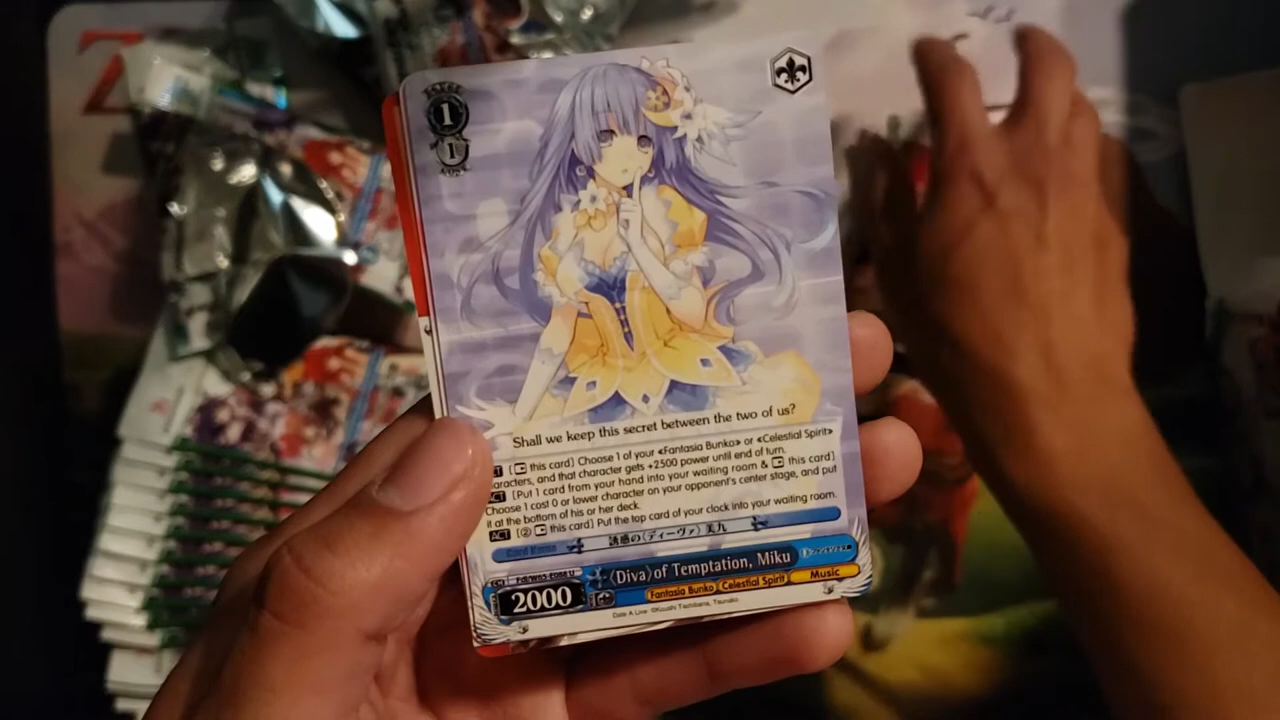 Z
1
1
Shall we keep this secret between the two of us?
[ this card] Choose 1 of your «Fantasia Bunko» or «Celestial Spirit»
aracters, and that character gets +2500 power until end of turn.
ACT [Put 1 card from your hand into your waiting room & this card]
Choose 1 cost 0 or lower character on your opponent's center stage, and put
it at the bottom of his or her deck.
ACT [② this card] Put the top card of your clock into your waiting room.
Card Name 誘惑の〈ディーヴァ〉美九
〈Diva〉of Temptation, Miku
2000
Fantasia Bunko Celestial Spirit Music
Date A Live ©Koushi Tachibana, Tsunako